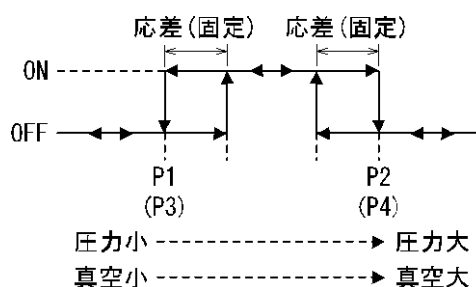 応差(固定) 応差(固定)
ON
OFF
P1 P2
(P3) (P4)
圧力小 圧力大
真空小 真空大